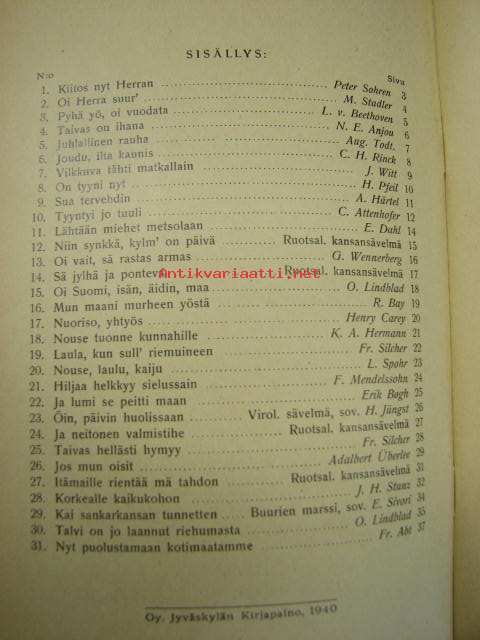 SISÄLLYS:
N:o Sivu
1. Kiitos nyt Herran Peter Sohren 3
2. Oi Herra suur' M. Stadler 4
3. Pyhä yö, oi vuodata L. v. Beethoven 5
4. Taivas on ihana N. E. Anjou 6
5. Juhlallinen rauha Aug. Todt. 7
6. Joudu, ilta kaunis C. H. Rinck 8
7. Vilkkuva tähti matkallain J. Witt 9
8. On tyyni nyt H. Pfeil 10
9. Sua tervehdin A. Härtel 11
10. Tyyntyi jo tuuli C. Attenhofer 12
11. Lähtään miehet metsolaan E. Dahl 14
12. Niin synkkä, kylm' on päivä Ruotsal. kansansävelmä 15
13. Oi vait, sä rastas armas G. Wennerberg 16
14. Sä jylhä ja pontevan Ruotsal. kansansävelmä 17
Antikvariaatti.net
15. Oi Suomi, isän, äidin, maa O. Lindblad 18
16. Mun maani murheen yöstä R. Bay 19
17. Nuoriso, yhtyös Henry Carey 20
18. Nouse tuonne kunnahille K. A. Hermann 21
19. Laula, kun sull' riemuineen Fr. Silcher 22
20. Nouse, laulu, kaiju L. Spohr 23
21. Hiljaa helkkyy sielussain F. Mendelssohn 24
22. Ja lumi se peitti maan Erik Bøgh 25
23. Öin, päivin huolissaan Virol. sävelmä, sov. H. Jüngst 26
24. Ja neitonen valmistihe Ruotsal. kansansävelmä 27
25. Taivas hellästi hymyy Fr. Silcher 28
26. Jos mun oisit Adalbert Überlee 29
27. Itämaille rientää mä tahdon Ruotsal. kansansävelmä 31
28. Korkealle kaikukohon J. H. Stunz 32
29. Kai sankarkansan tunnetten Buurien marssi, sov. E. Sivori 34
30. Talvi on jo laannut riehumasta O. Lindblad 35
31. Nyt puolustamaan kotimaatamme Fr. Abt 37
Oy. Jyväskylän Kirjapaino, 1940